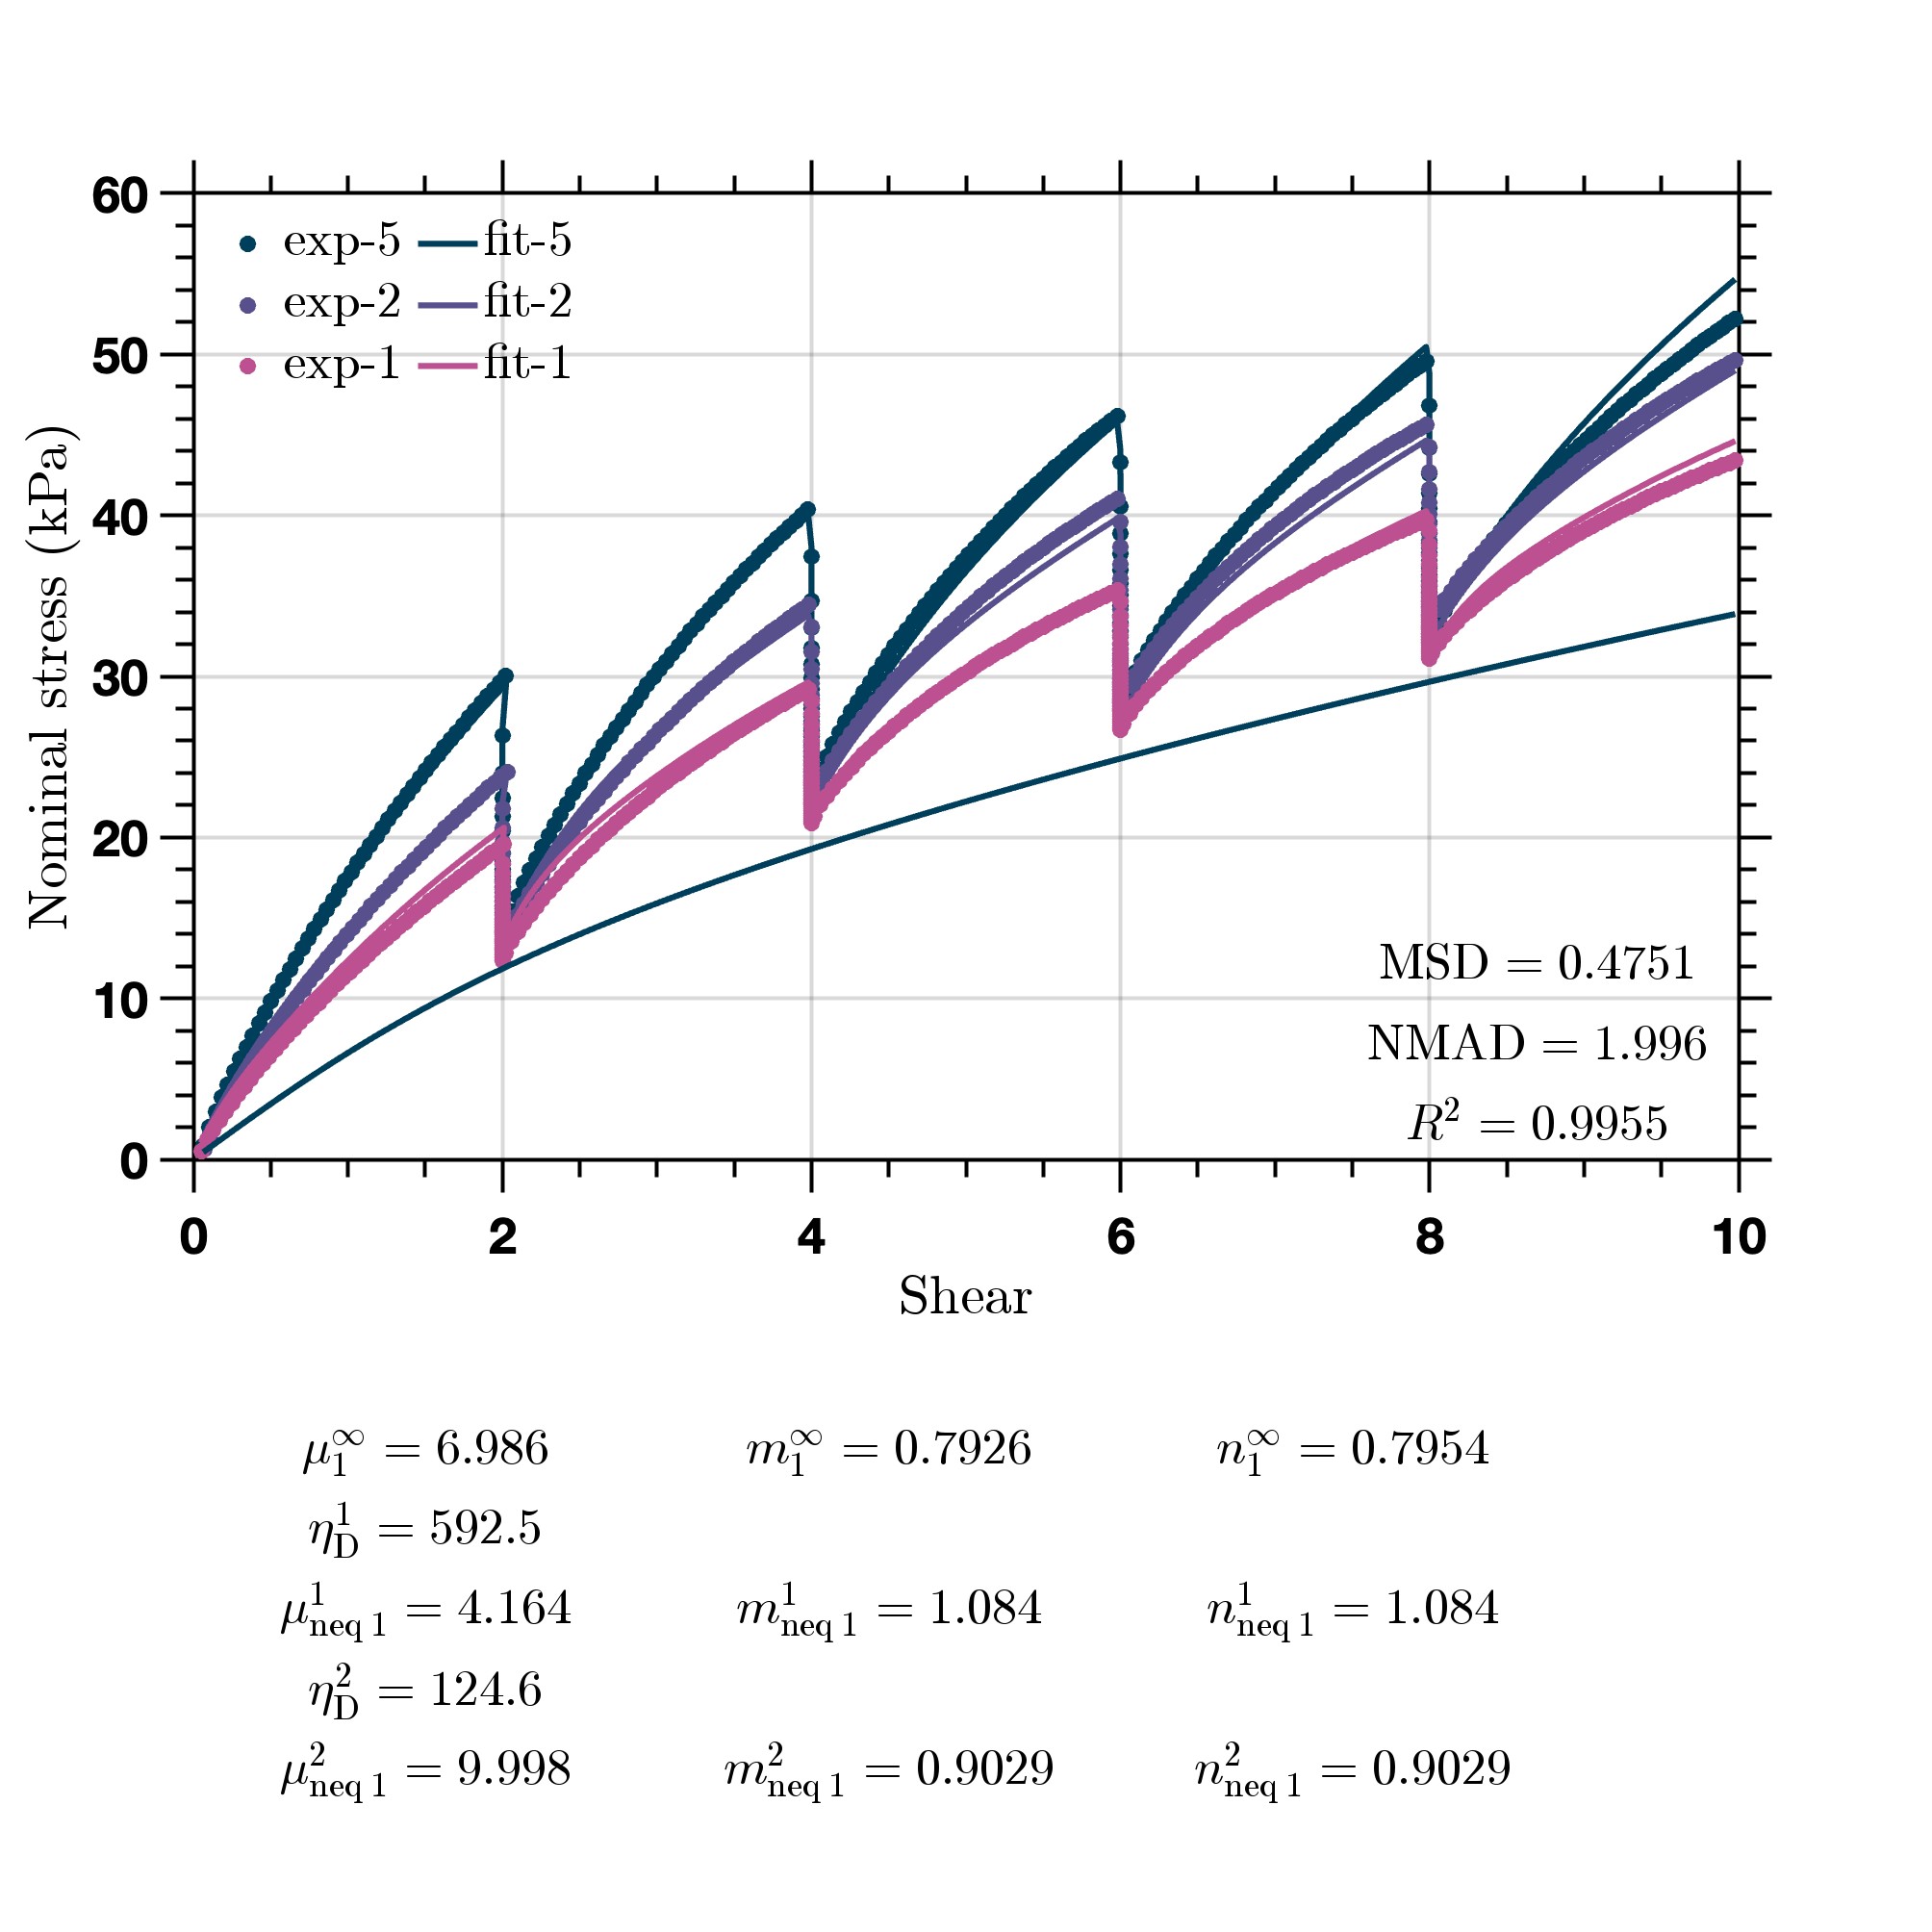 60
50
40
30
20
10
0
Nominal stress (kPa)
exp-5 fit-5
exp-2 fit-2
exp-1 fit-1
MSD = 0.4751
NMAD = 1.996
R² = 0.9955
0 2 4 6 8 10
Shear
μ₁^∞ = 6.986 m₁^∞ = 0.7926 n₁^∞ = 0.7954
η_D^1 = 592.5
μ_neq 1^1 = 4.164 m_neq 1^1 = 1.084 n_neq 1^1 = 1.084
η_D^2 = 124.6
μ_neq 1^2 = 9.998 m_neq 1^2 = 0.9029 n_neq 1^2 = 0.9029